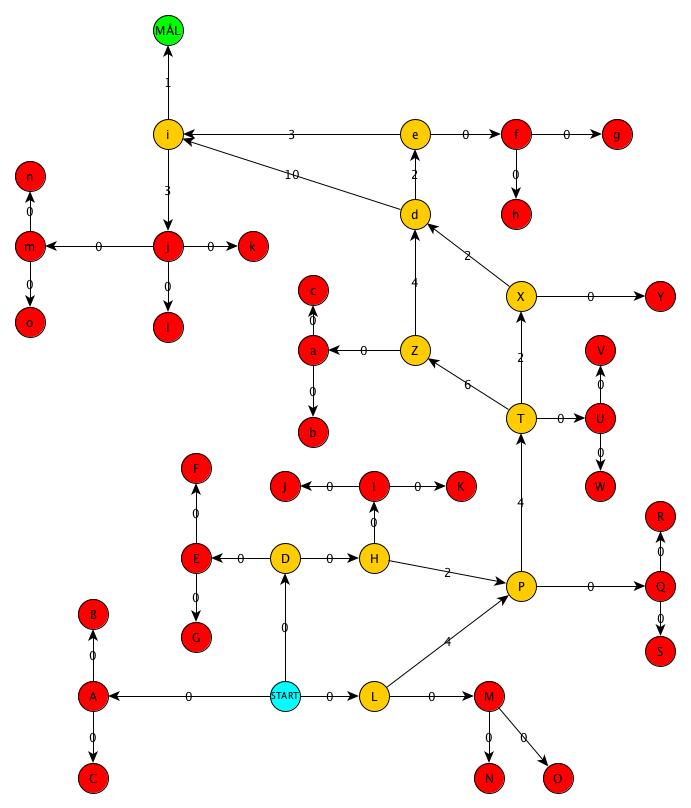 MÅL
1
i
3
e
0
f
0
g
10
2
0
n
3
0
d
h
m
0
j
0
k
2
0
0
4
c
X
0
Y
o
l
0
a
0
Z
2
V
6
0
0
b
T
0
U
F
0
J
0
I
0
K
W
0
0
4
R
E
0
D
0
H
0
2
P
0
Q
0
B
0
G
0
4
S
0
A
0
START
0
L
0
M
0
0
0
C
N
O